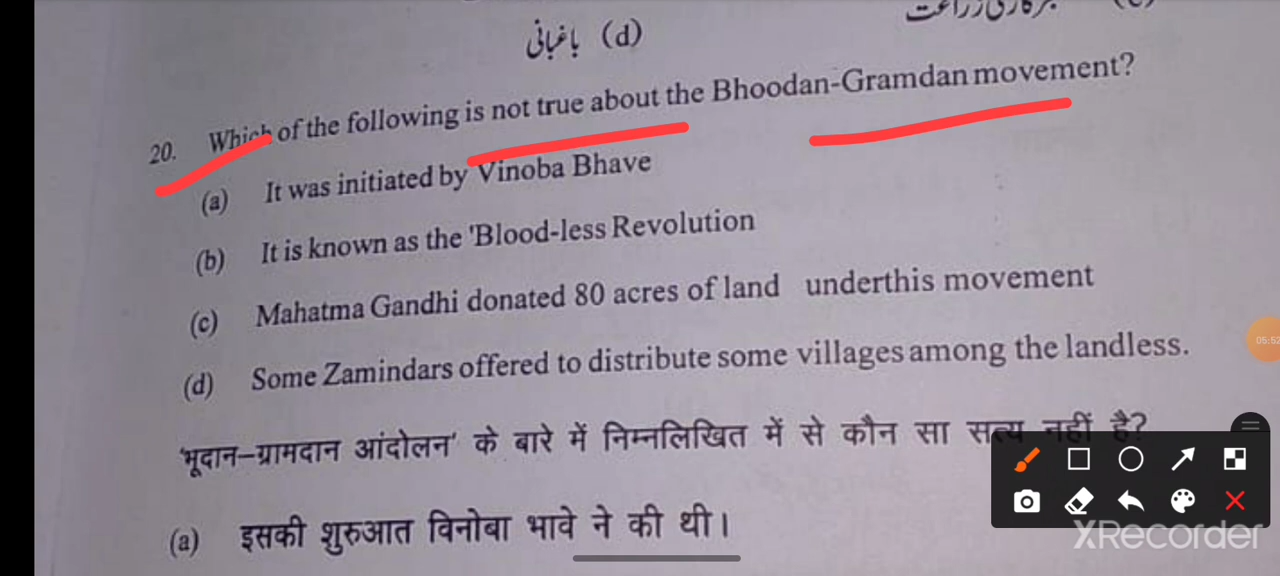 (d) باغبانی
20. Which of the following is not true about the Bhoodan-Gramdan movement?
(a) It was initiated by Vinoba Bhave
(b) It is known as the 'Blood-less Revolution
(c) Mahatma Gandhi donated 80 acres of land underthis movement
(d) Some Zamindars offered to distribute some villages among the landless.
'भूदान-ग्रामदान आंदोलन' के बारे में निम्नलिखित में से कौन सा सत्य नहीं है?
(a) इसकी शुरुआत विनोबा भावे ने की थी।
05:52
XRecorder